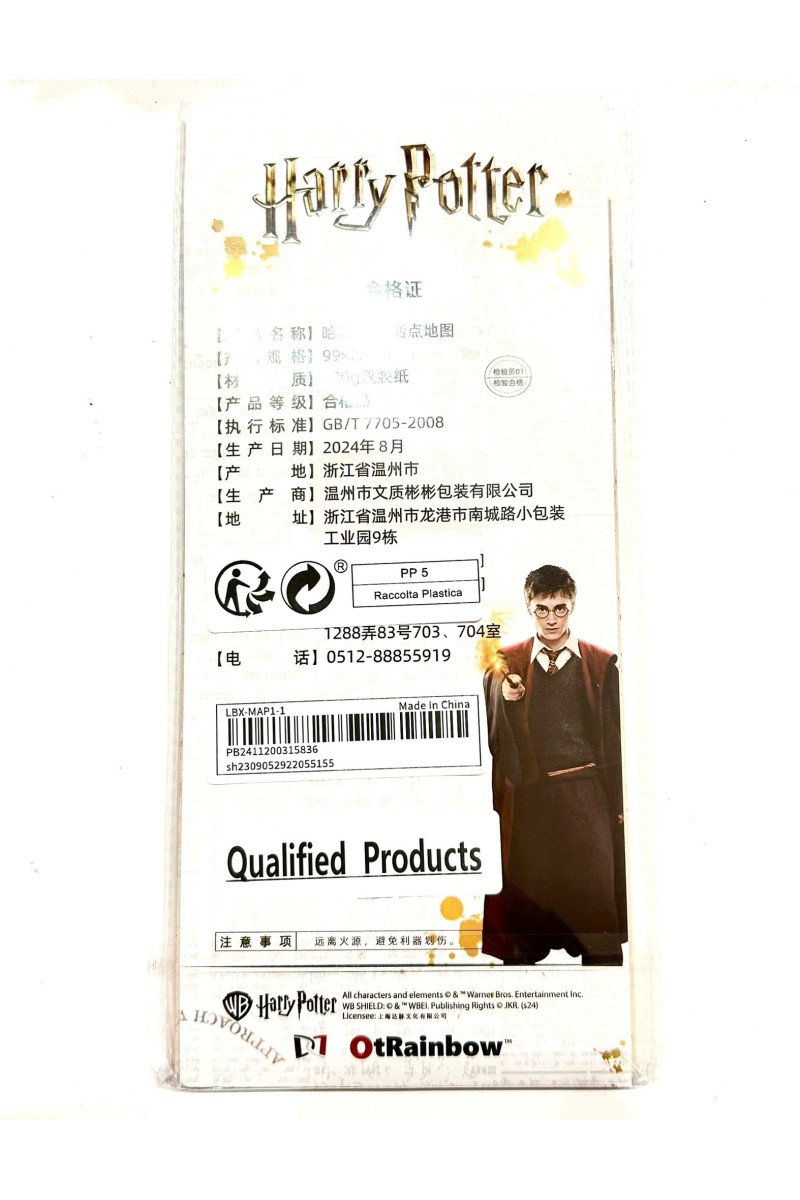 Harry Potter
合格证
名称】哈 点地图
规格】99×
【材 质】 胶纸
检验员01
检验合格
【产品等级】合格
【执行标准】GB/T 7705-2008
【生产日期】2024年8月
【产 地】浙江省温州市
【生 产 商】温州市文质彬彬包装有限公司
【地 址】浙江省温州市龙港市南城路小包装
工业园9栋
®
PP 5
Raccolta Plastica
1288弄83号703、704室
【电 话】0512-88855919
LBX-MAP1-1 Made In China
PB2411200315836
sh2309052922055155
Qualified Products
注意事项 远离火源，避免利器划伤。
WB Harry Potter
All characters and elements © & ™ Warner Bros. Entertainment Inc.
WB SHIELD: © & ™ WBEI. Publishing Rights © JKR. (s24)
Licensee: 上海达脉文化有限公司
APPROACH
OtRainbow™